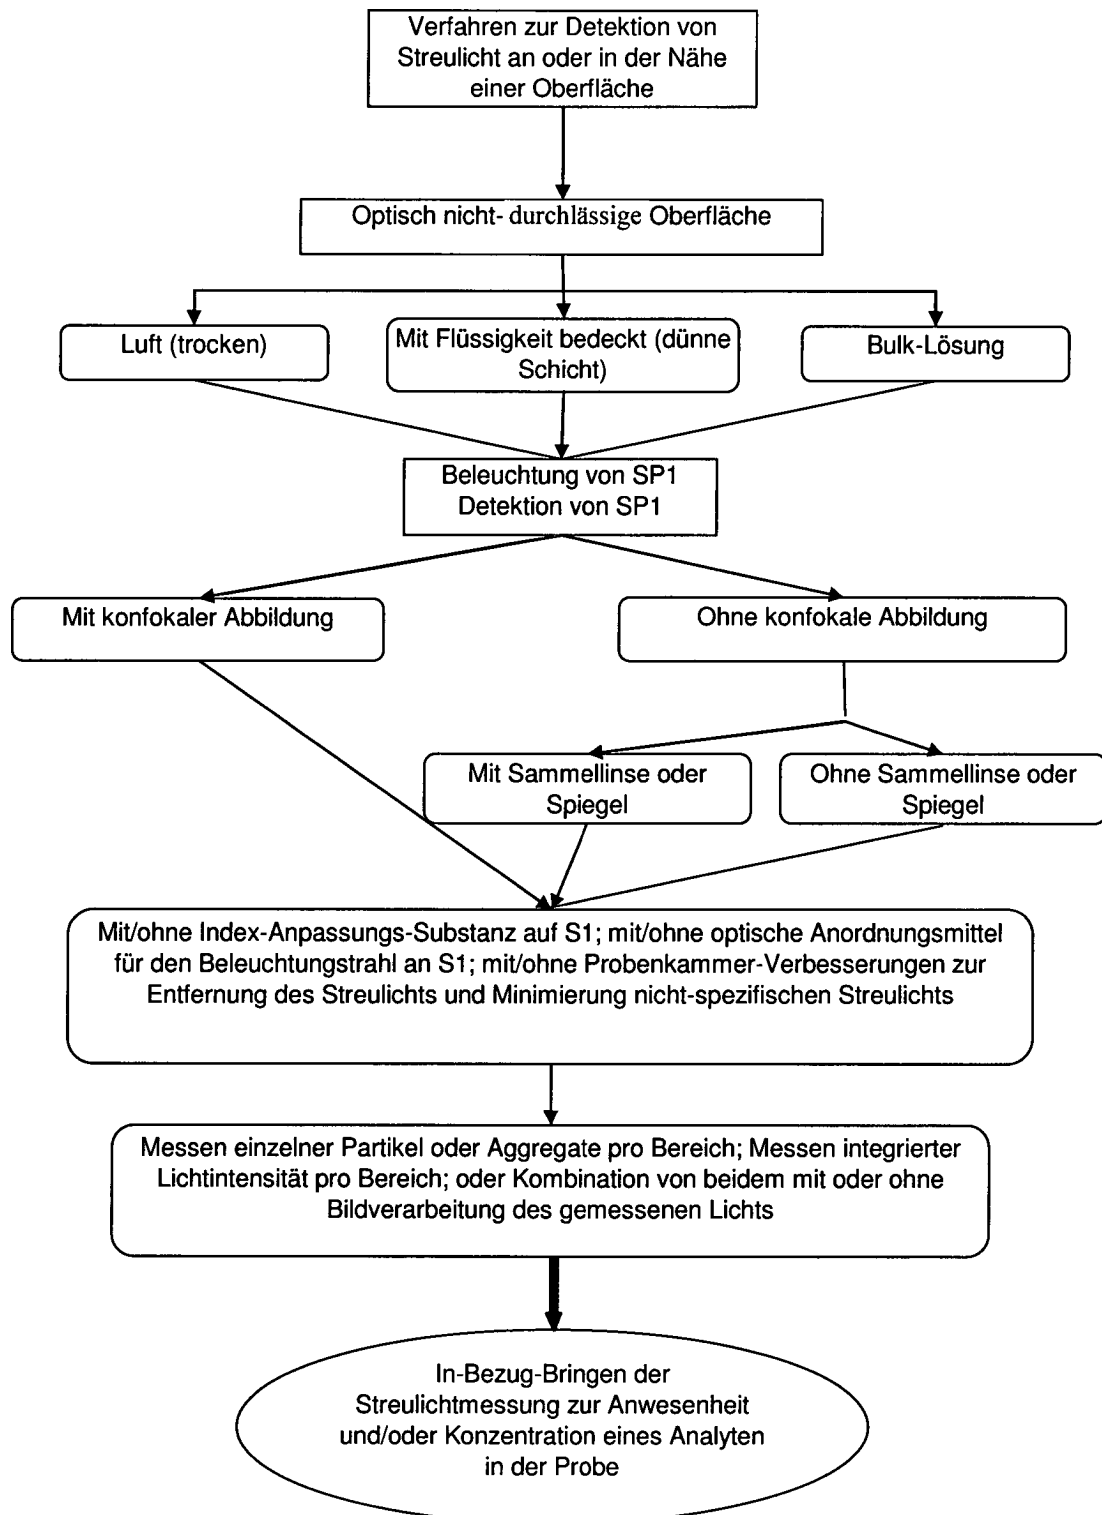 Verfahren zur Detektion von
Streulicht an oder in der Nähe
einer Oberfläche
Optisch nicht- durchlässige Oberfläche
Luft (trocken)
Mit Flüssigkeit bedeckt (dünne
Schicht)
Bulk-Lösung
Beleuchtung von SP1
Detektion von SP1
Mit konfokaler Abbildung
Ohne konfokale Abbildung
Mit Sammellinse oder
Spiegel
Ohne Sammellinse oder
Spiegel
Mit/ohne Index-Anpassungs-Substanz auf S1; mit/ohne optische Anordnungsmittel
für den Beleuchtungstrahl an S1; mit/ohne Probenkammer-Verbesserungen zur
Entfernung des Streulichts und Minimierung nicht-spezifischen Streulichts
Messen einzelner Partikel oder Aggregate pro Bereich; Messen integrierter
Lichtintensität pro Bereich; oder Kombination von beidem mit oder ohne
Bildverarbeitung des gemessenen Lichts
In-Bezug-Bringen der
Streulichtmessung zur Anwesenheit
und/oder Konzentration eines Analyten
in der Probe